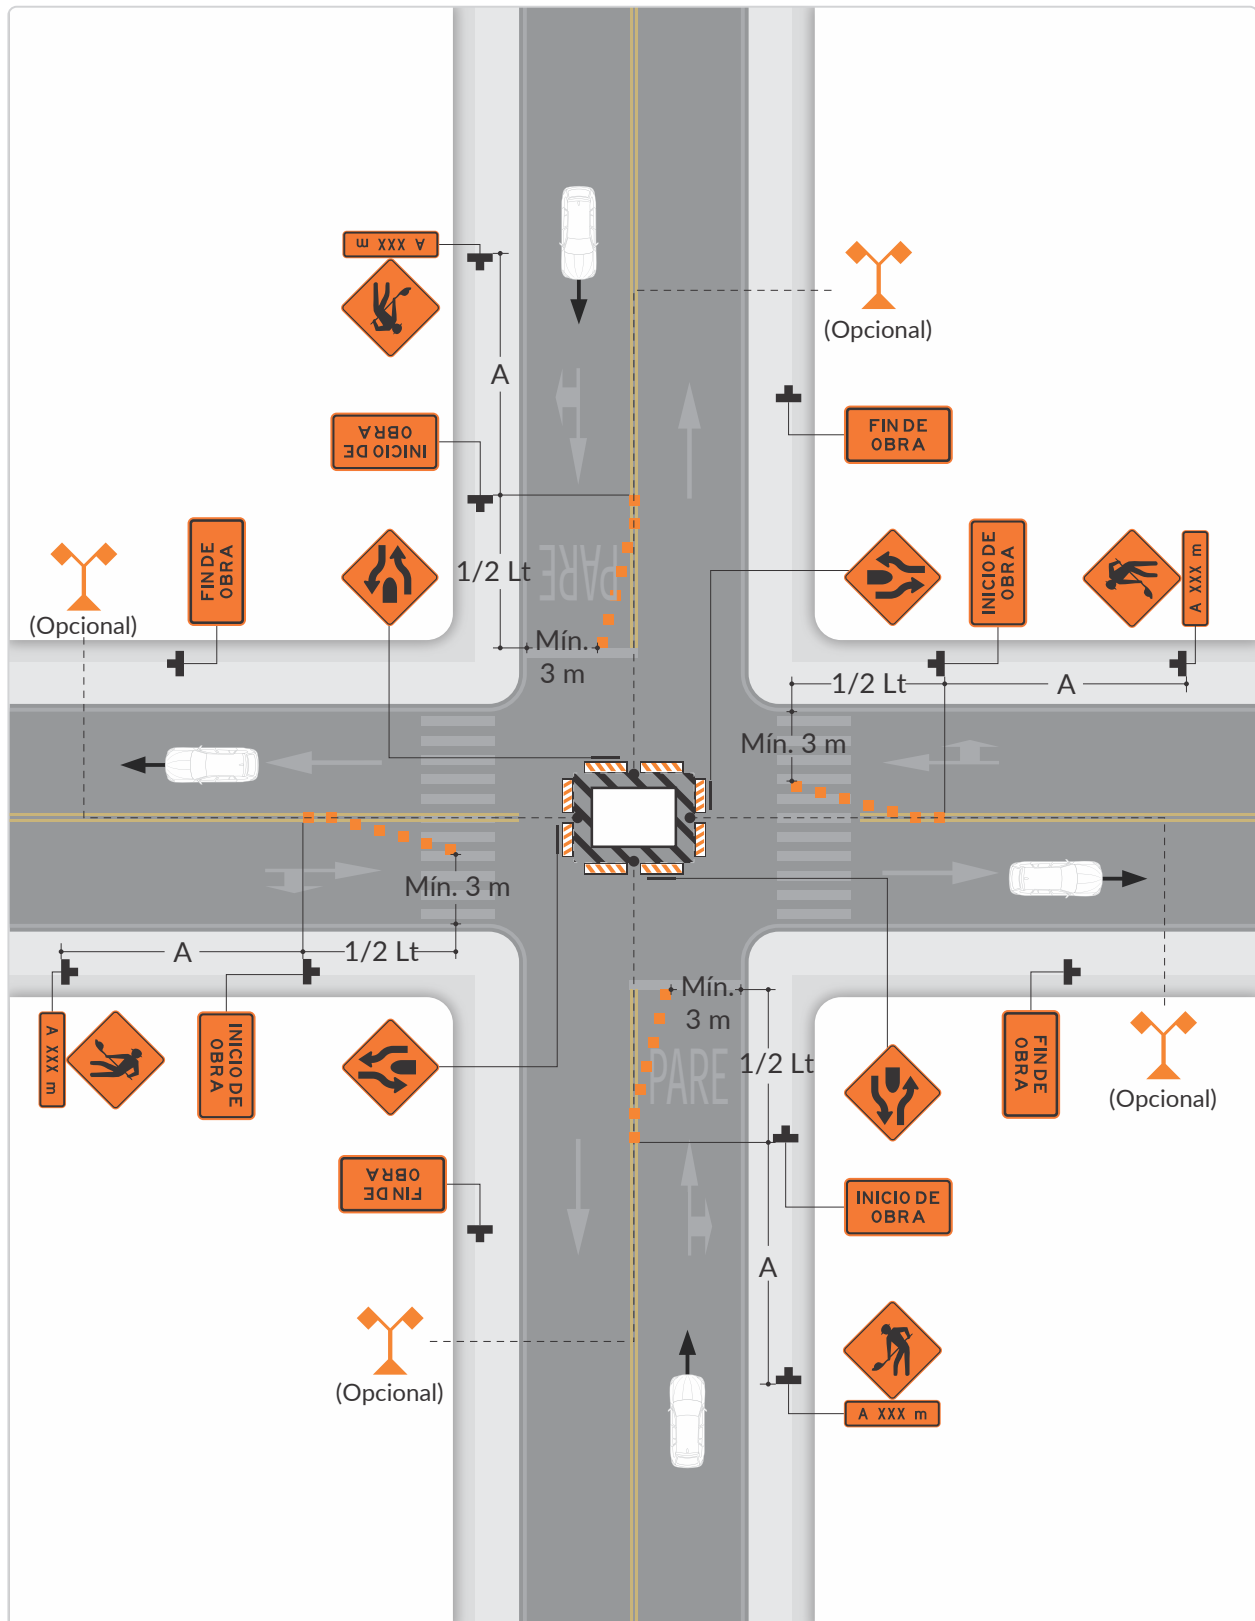 A XXX m
(Opcional)
A
INICIO DE
OBRA
FIN DE
OBRA
(Opcional)
FIN DE
OBRA
1/2 Lt
PARE
INICIO DE
OBRA
A XXX m
Mín.
3 m
1/2 Lt
A
Mín. 3 m
Mín. 3 m
A
1/2 Lt
A XXX m
INICIO DE
OBRA
Mín.
3 m
1/2 Lt
PARE
FIN DE
OBRA
(Opcional)
FIN DE
OBRA
INICIO DE
OBRA
A
(Opcional)
A XXX m